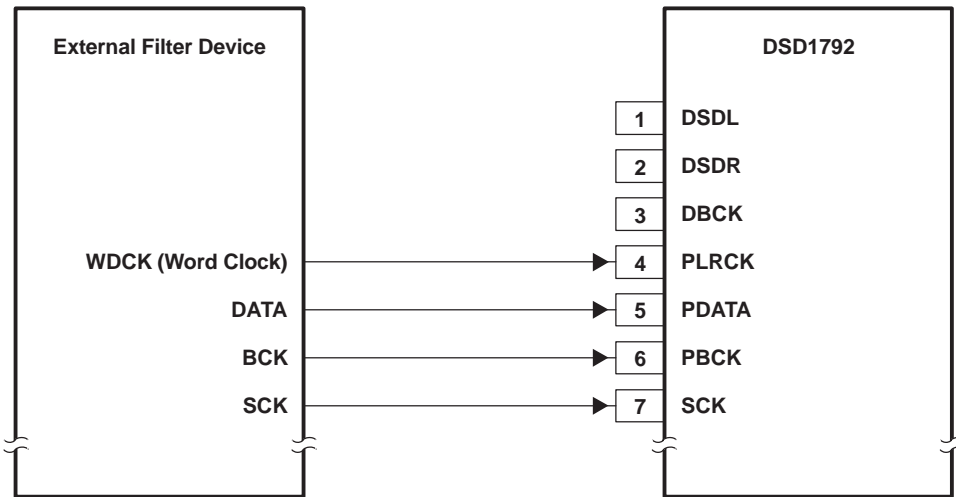 External Filter Device
DSD1792
1 DSDL
2 DSDR
3 DBCK
WDCK (Word Clock) 4 PLRCK
DATA 5 PDATA
BCK 6 PBCK
SCK 7 SCK